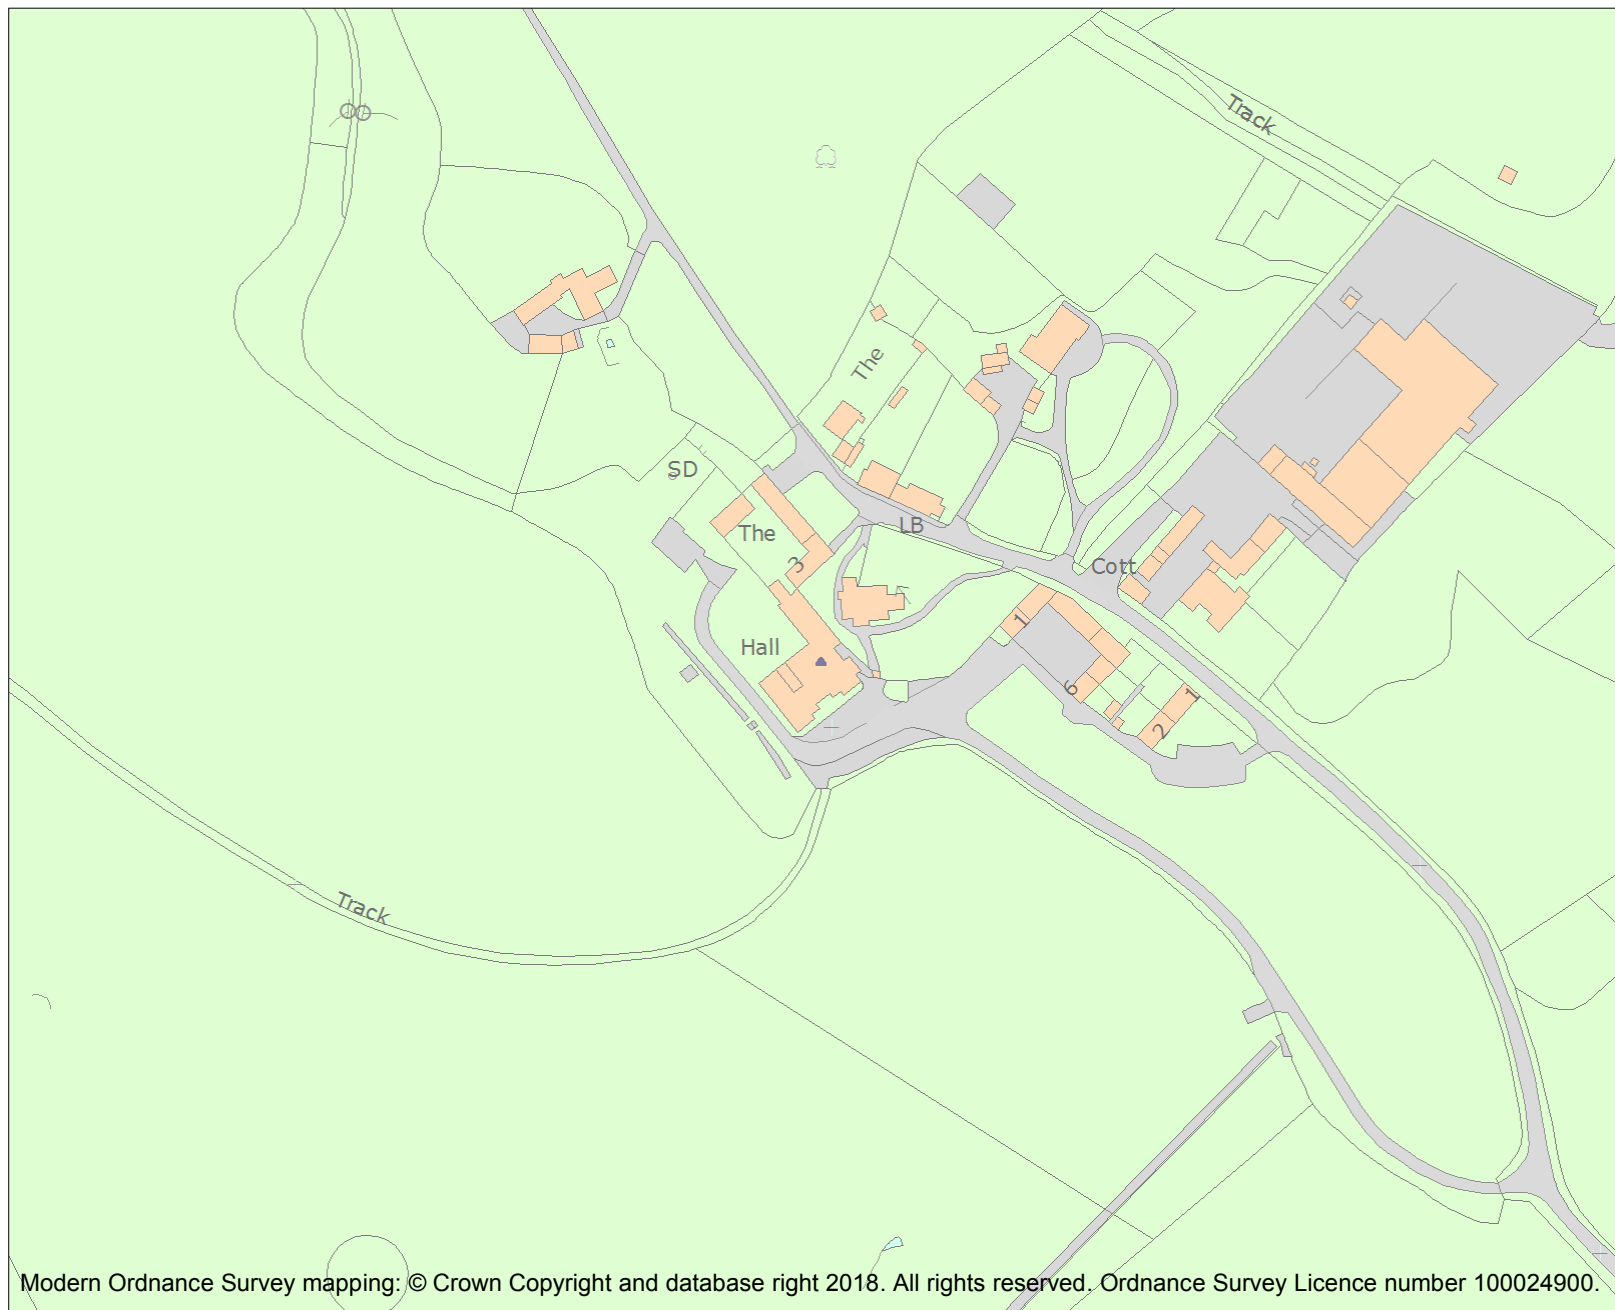 Track
The
SD
The
LB
3
Cott
1
Hall
6
1
2
Track
Modern Ordnance Survey mapping: © Crown Copyright and database right 2018. All rights reserved. Ordnance Survey Licence number 100024900.